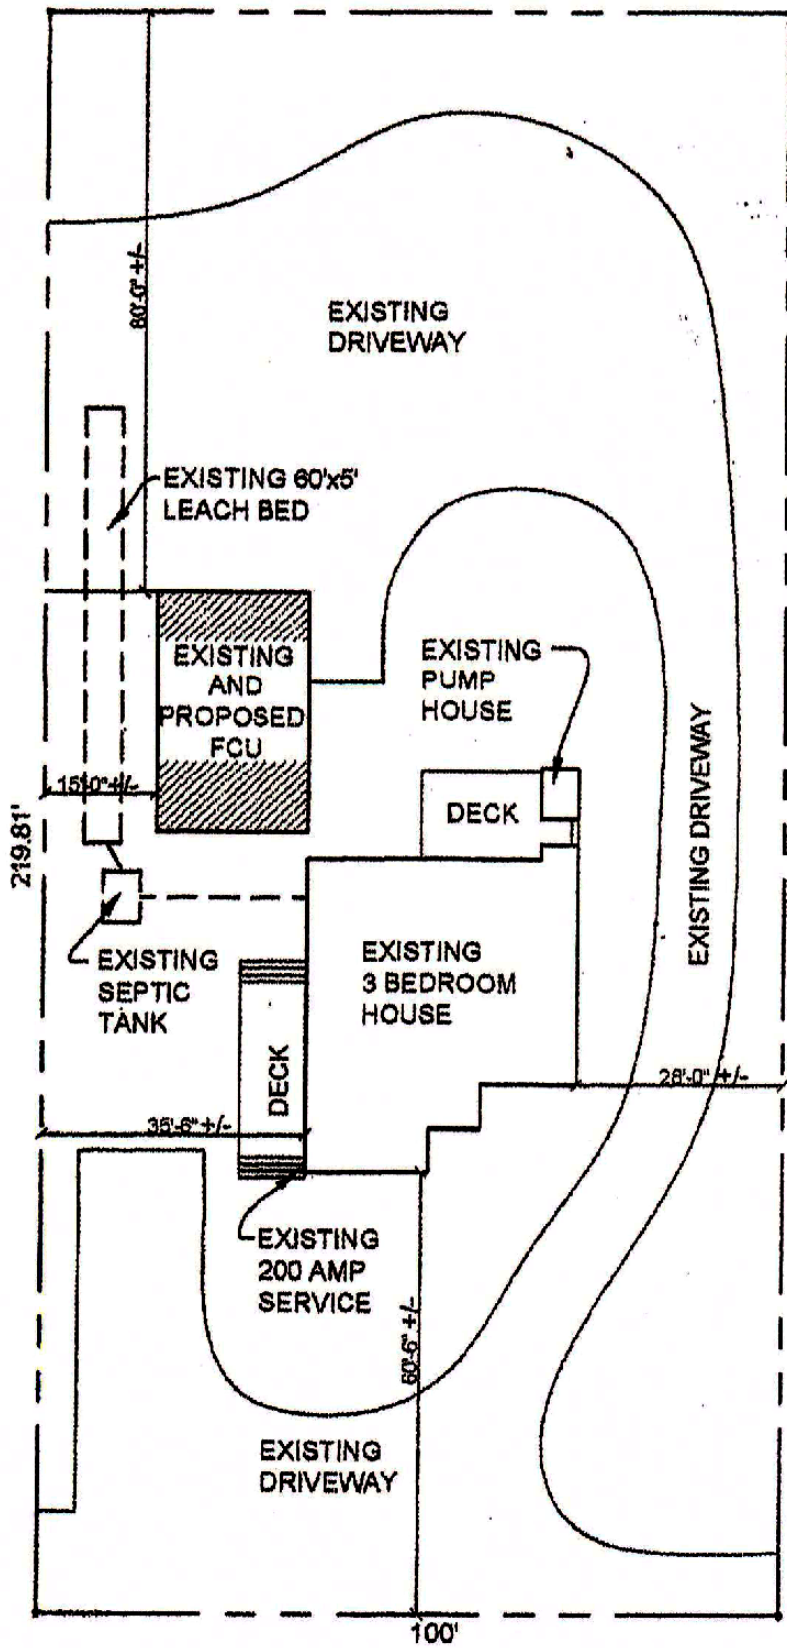 80'-0" +/-
EXISTING
DRIVEWAY
EXISTING 60'x5'
LEACH BED
EXISTING
AND
PROPOSED
FCU
EXISTING
PUMP
HOUSE
15'-0" +/-
DECK
EXISTING DRIVEWAY
219.81'
EXISTING
SEPTIC
TANK
EXISTING
3 BEDROOM
HOUSE
DECK
26'-0" +/-
35'-6" +/-
EXISTING
200 AMP
SERVICE
60'-6" +/-
EXISTING
DRIVEWAY
100'